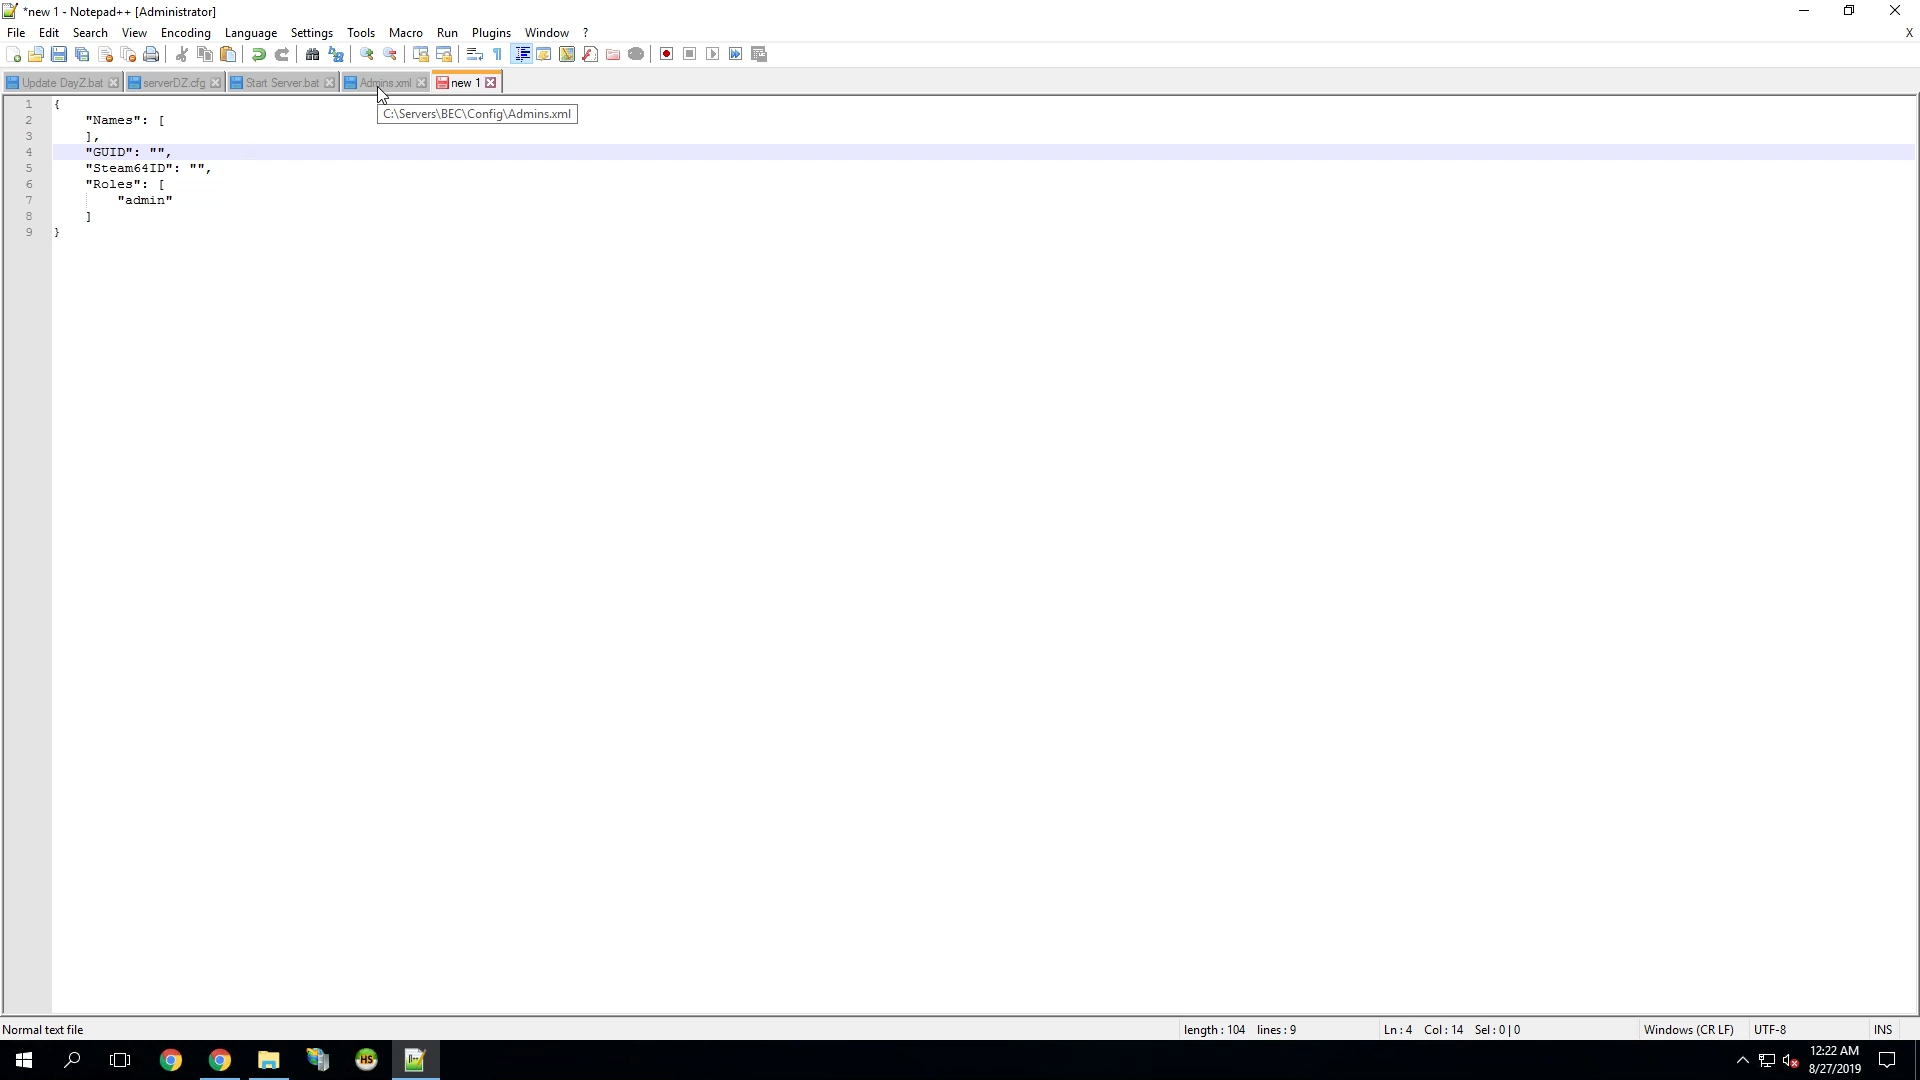 *new 1 - Notepad++ [Administrator]
File Edit Search View Encoding Language Settings Tools Macro Run Plugins Window ? X
Update DayZ.bat serverDZ.cfg Start Server.bat Admins.xml new 1
C:\Servers\BEC\Config\Admins.xml
1 {
2 "Names": [
3 ],
4 "GUID": "",
5 "Steam64ID": "",
6 "Roles": [
7 "admin"
8 ]
9 }
Normal text file length : 104 lines : 9 Ln : 4 Col : 14 Sel : 0 | 0 Windows (CR LF) UTF-8 INS
HS
12:22 AM
8/27/2019